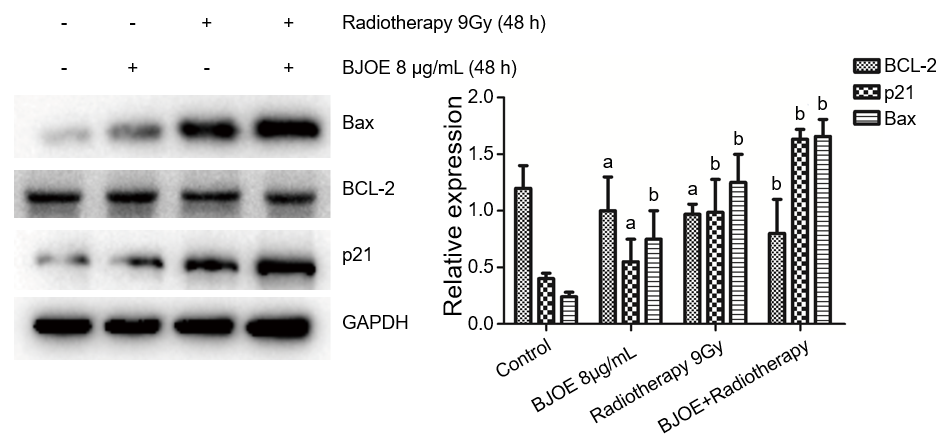 - - + + Radiotherapy 9Gy (48 h)
- + - + BJOE 8 µg/mL (48 h)
Bax
BCL-2
p21
GAPDH
BCL-2
p21
Bax
Relative expression
2.0
1.5
1.0
0.5
0.0
a
a
b
a
b
b
b
b
b
Control
BJOE 8µg/mL
Radiotherapy 9Gy
BJOE+Radiotherapy